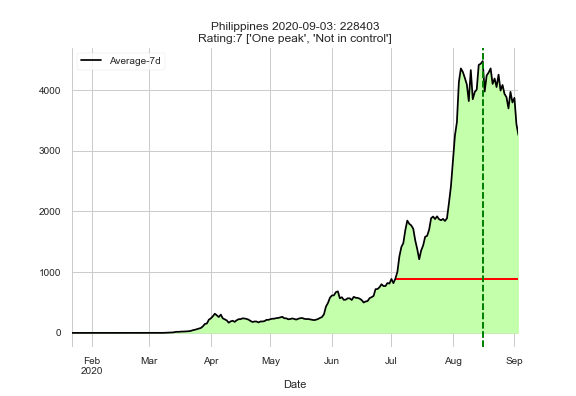 Philippines 2020-09-03: 228403
Rating:7 ['One peak', 'Not in control']
Average-7d
4000
3000
2000
1000
0
Feb Mar Apr May Jun Jul Aug Sep
2020
Date